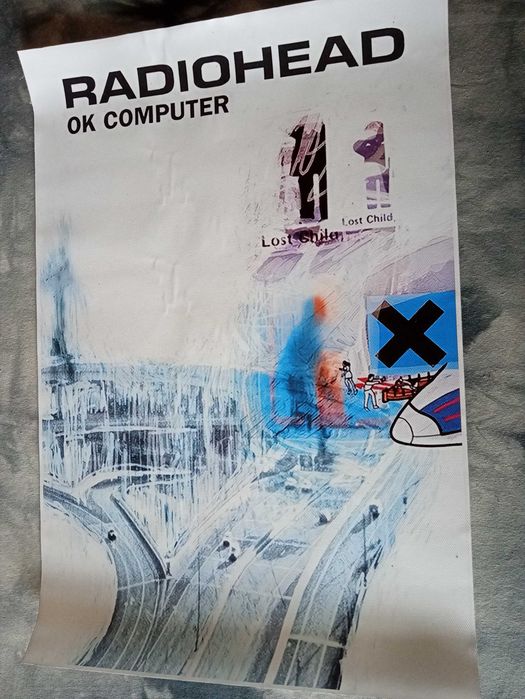 RADIOHEAD
OK COMPUTER
Lost Child,
Lost Child,